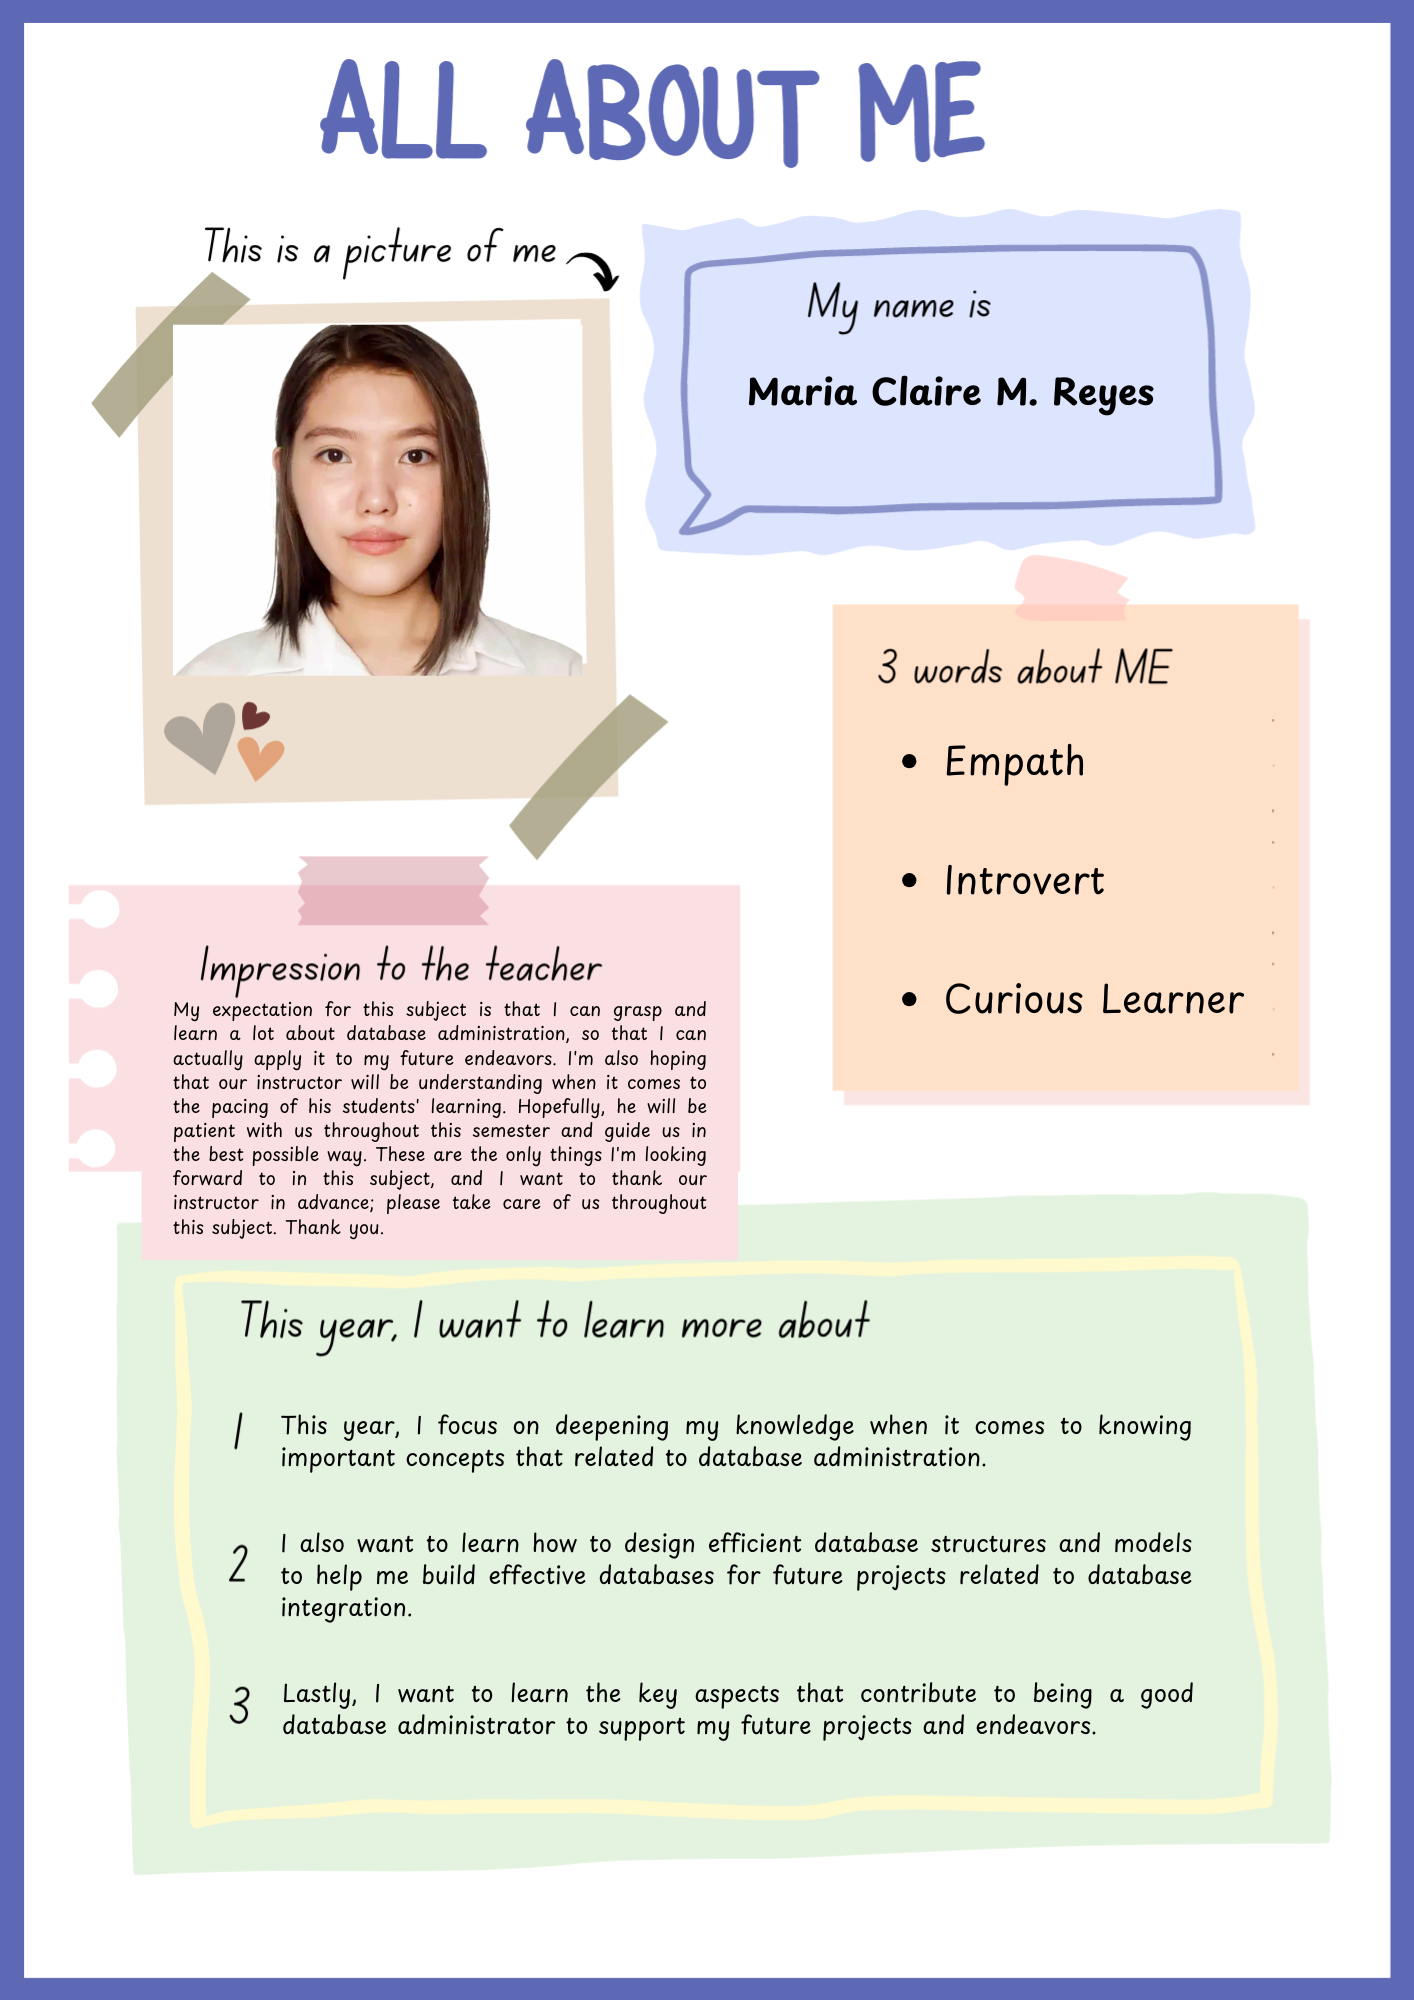 ALL ABOUT ME
This is a picture of me
My name is
Maria Claire M. Reyes
3 words about ME
• Empath
• Introvert
• Curious Learner
Impression to the teacher
My expectation for this subject is that I can grasp and
learn a lot about database administration, so that I can
actually apply it to my future endeavors. I'm also hoping
that our instructor will be understanding when it comes to
the pacing of his students' learning. Hopefully, he will be
patient with us throughout this semester and guide us in
the best possible way. These are the only things I'm looking
forward to in this subject, and I want to thank our
instructor in advance; please take care of us throughout
this subject. Thank you.
This year, I want to learn more about
1 This year, I focus on deepening my knowledge when it comes to knowing
important concepts that related to database administration.
2 I also want to learn how to design efficient database structures and models
to help me build effective databases for future projects related to database
integration.
3 Lastly, I want to learn the key aspects that contribute to being a good
database administrator to support my future projects and endeavors.